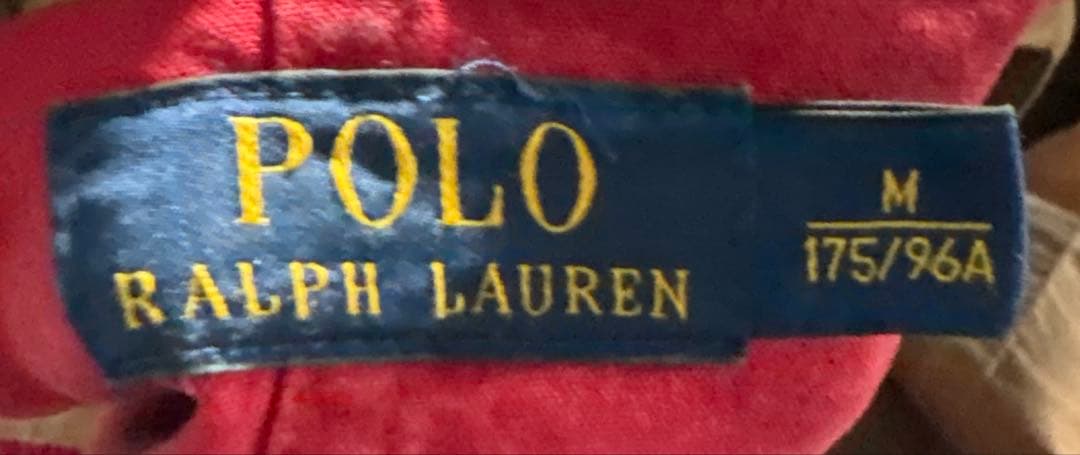 POLO
RALPH LAUREN
M
175/96A